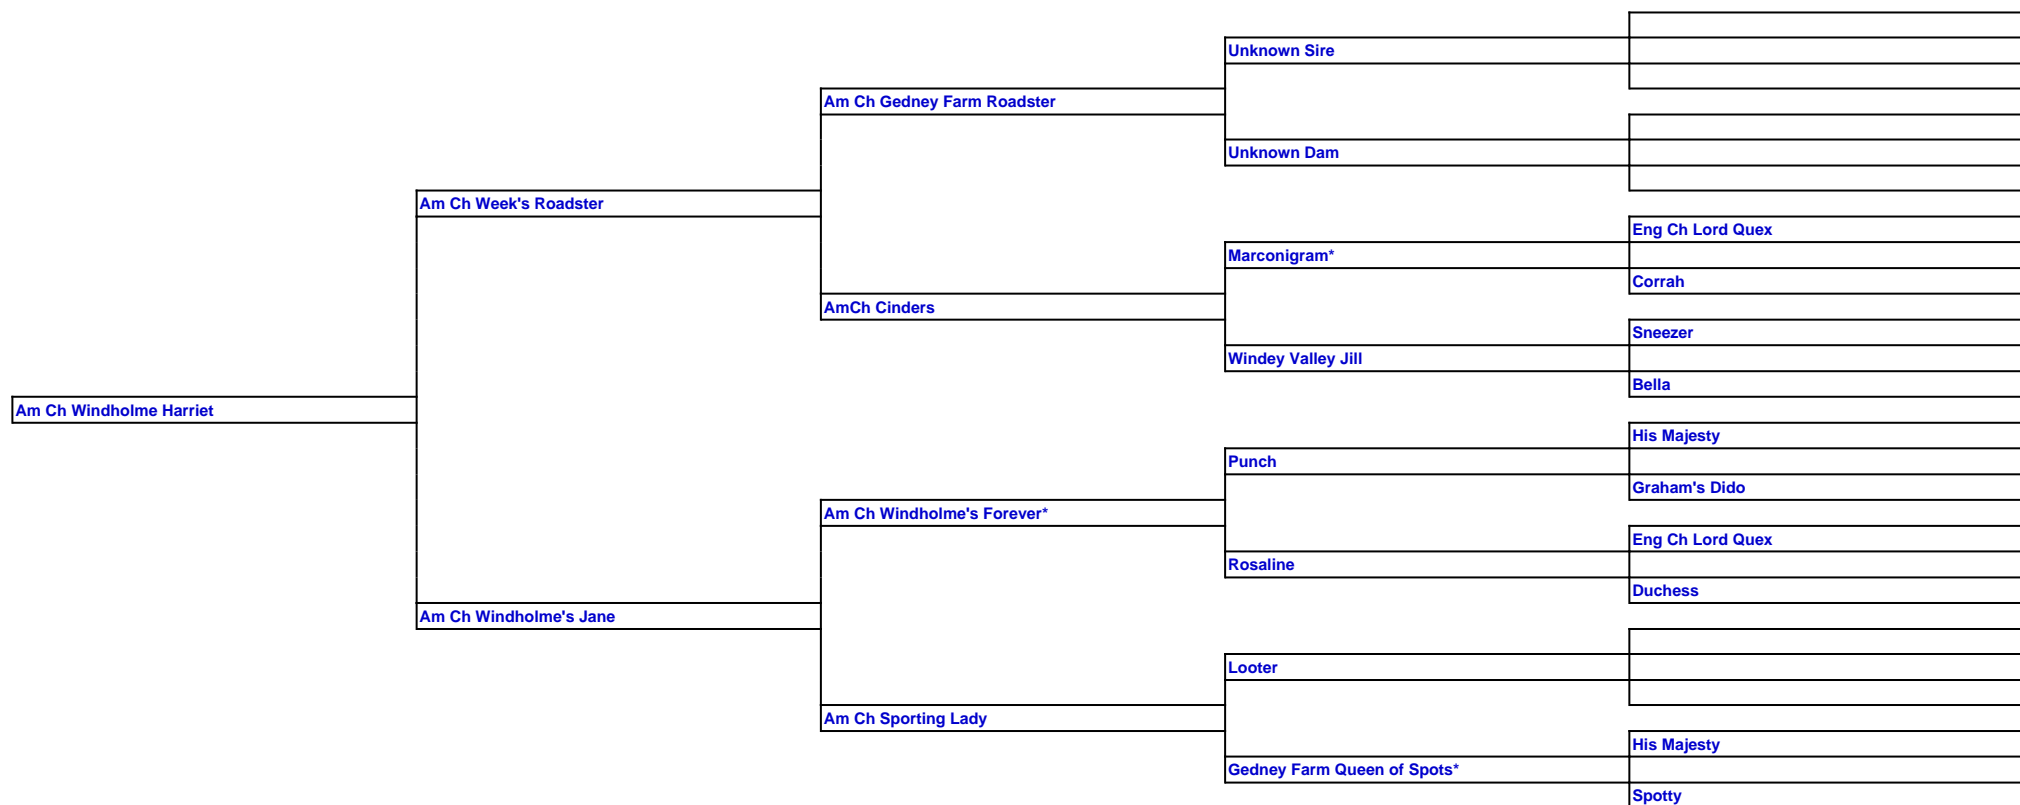 Unknown Sire
Am Ch Gedney Farm Roadster
Unknown Dam
Am Ch Week's Roadster
Eng Ch Lord Quex
Marconigram*
Corrah
AmCh Cinders
Sneezer
Windey Valley Jill
Bella
Am Ch Windholme Harriet
His Majesty
Punch
Graham's Dido
Am Ch Windholme's Forever*
Eng Ch Lord Quex
Rosaline
Duchess
Am Ch Windholme's Jane
Looter
Am Ch Sporting Lady
His Majesty
Gedney Farm Queen of Spots*
Spotty